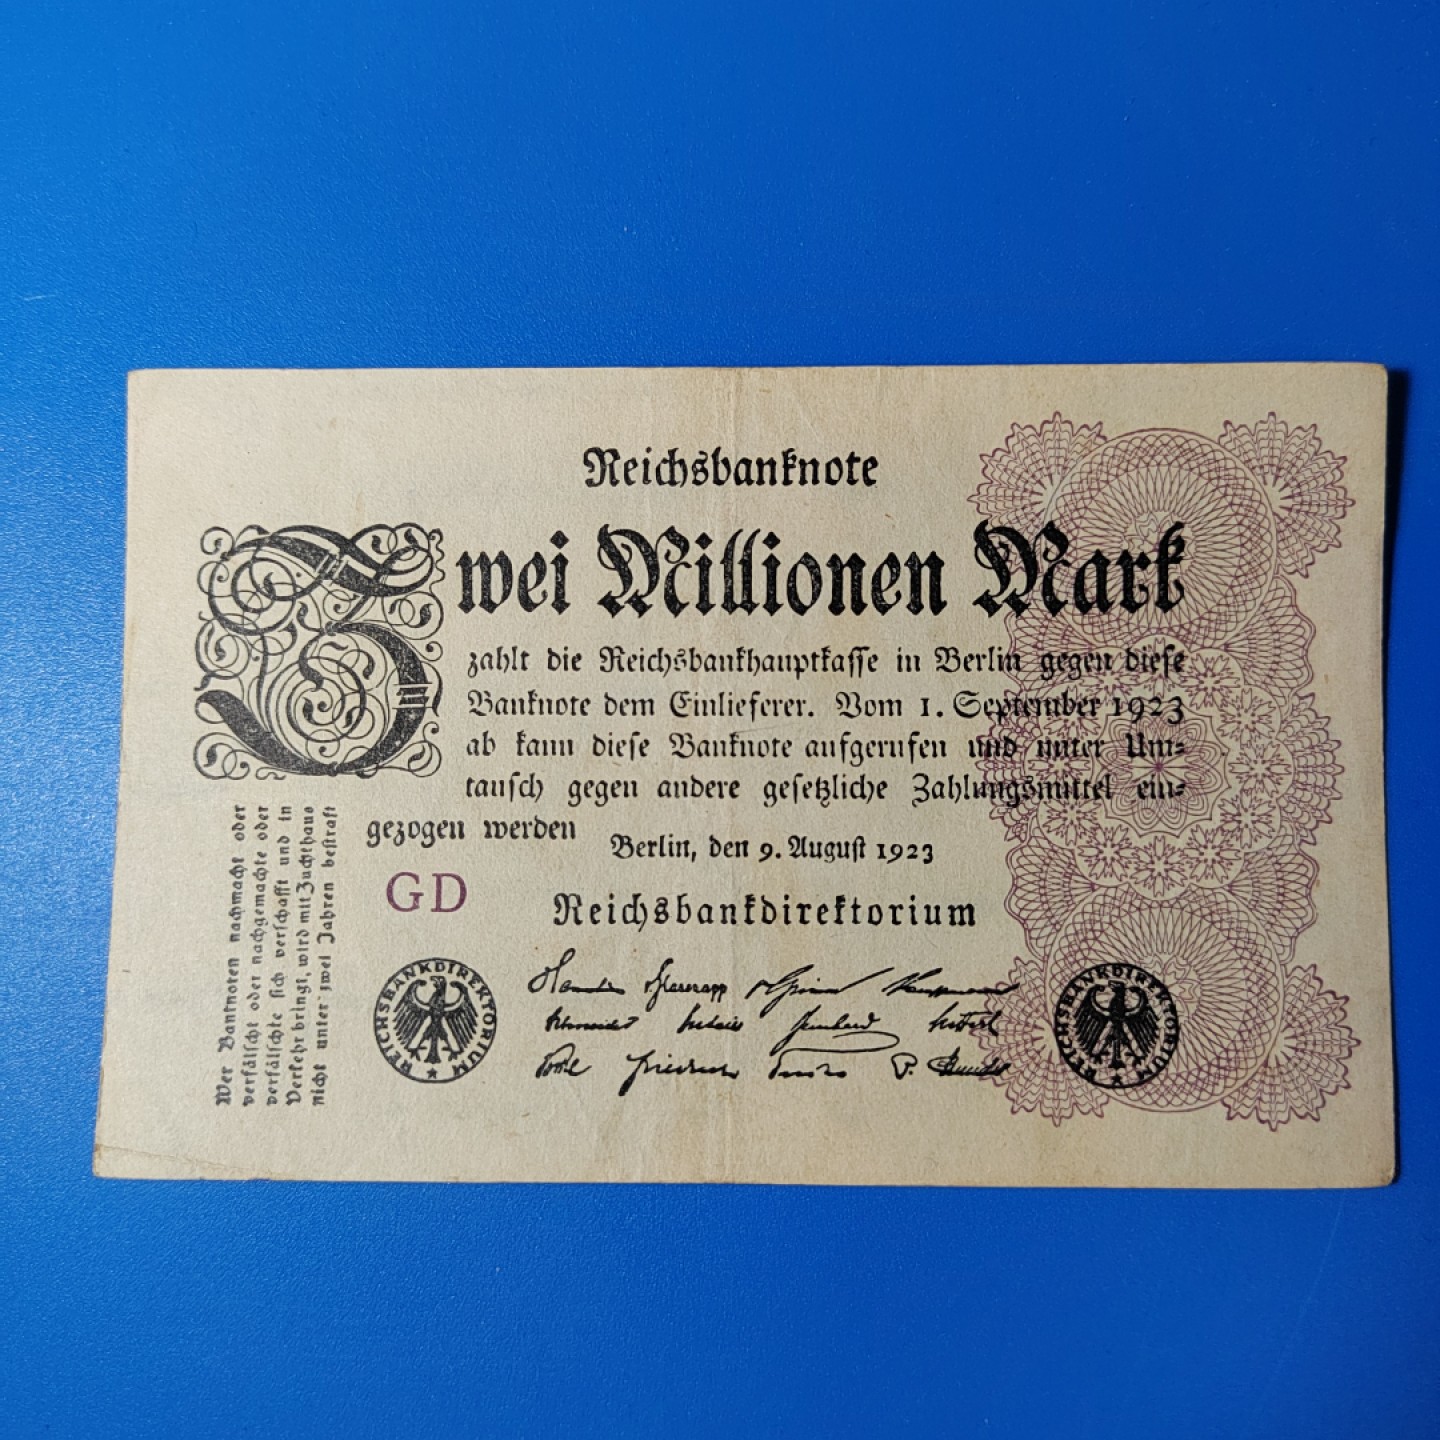 Reichsbanknote
Zwei Millionen Mark
zahlt die Reichsbankhauptkasse in Berlin gegen diese
Banknote dem Einlieferer. Vom 1. September 1923
ab kann diese Banknote aufgerufen und unter Um=
tausch gegen andere gesetzliche Zahlungsmittel ein=
gezogen werden
Berlin, den 9. August 1923
GD
Reichsbankdirektorium
REICHSBANKDIREKTORIUM
REICHSBANKDIREKTORIUM
Wer Banknoten nachmacht oder
verfälscht oder nachgemachte oder
verfälschte sich verschafft und in
Verkehr bringt, wird mit Zuchthaus
nicht unter zwei Jahren bestraft